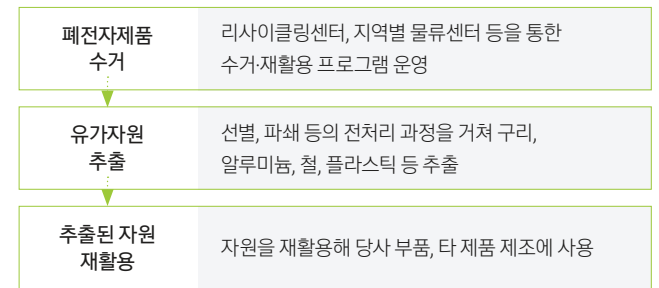 폐전자제품
수거
리사이클링센터, 지역별 물류센터 등을 통한
수거·재활용 프로그램 운영
유가자원
추출
선별, 파쇄 등의 전처리 과정을 거쳐 구리,
알루미늄, 철, 플라스틱 등 추출
추출된 자원
재활용
자원을 재활용해 당사 부품, 타 제품 제조에 사용